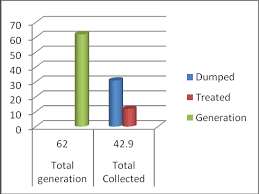 70
60
50
40
30
20
10
0
62
42.9
Total
generation
Total
Collected
Dumped
Treated
Generation